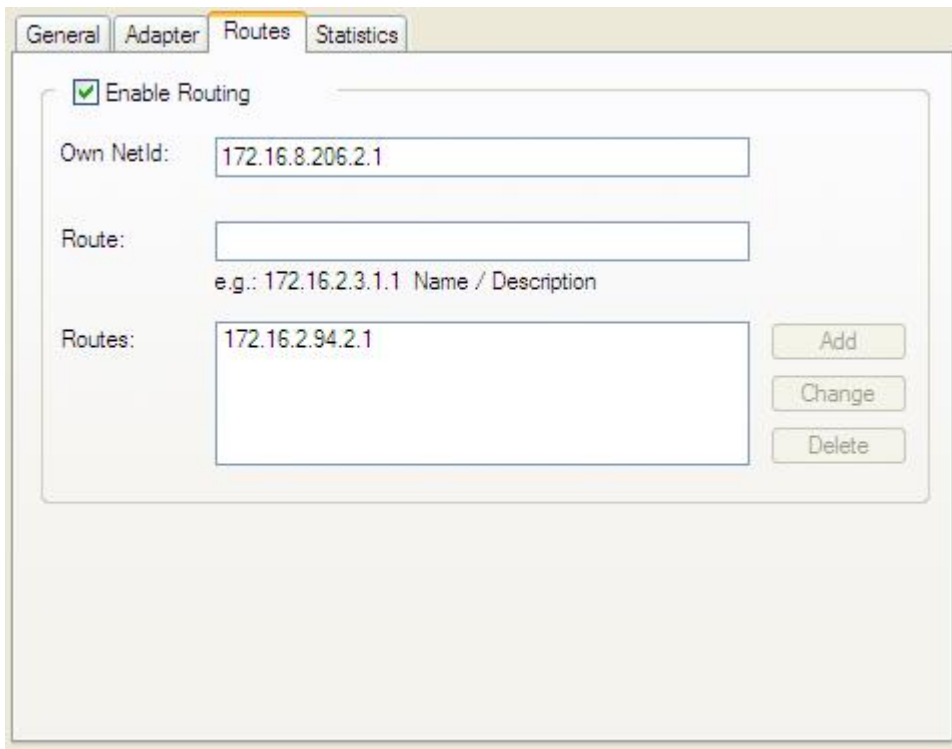 General Adapter Routes Statistics
Enable Routing
Own NetId: 172.16.8.206.2.1
Route:
e.g.: 172.16.2.3.1.1 Name / Description
Routes: 172.16.2.94.2.1 Add
Change
Delete